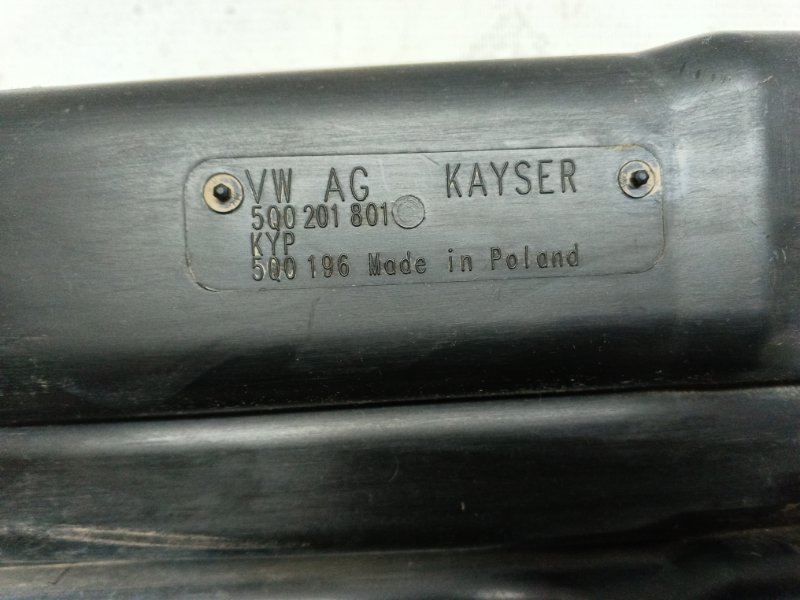 VW AG KAYSER
5Q0 201 801
KYP
5Q0 196 Made in Poland